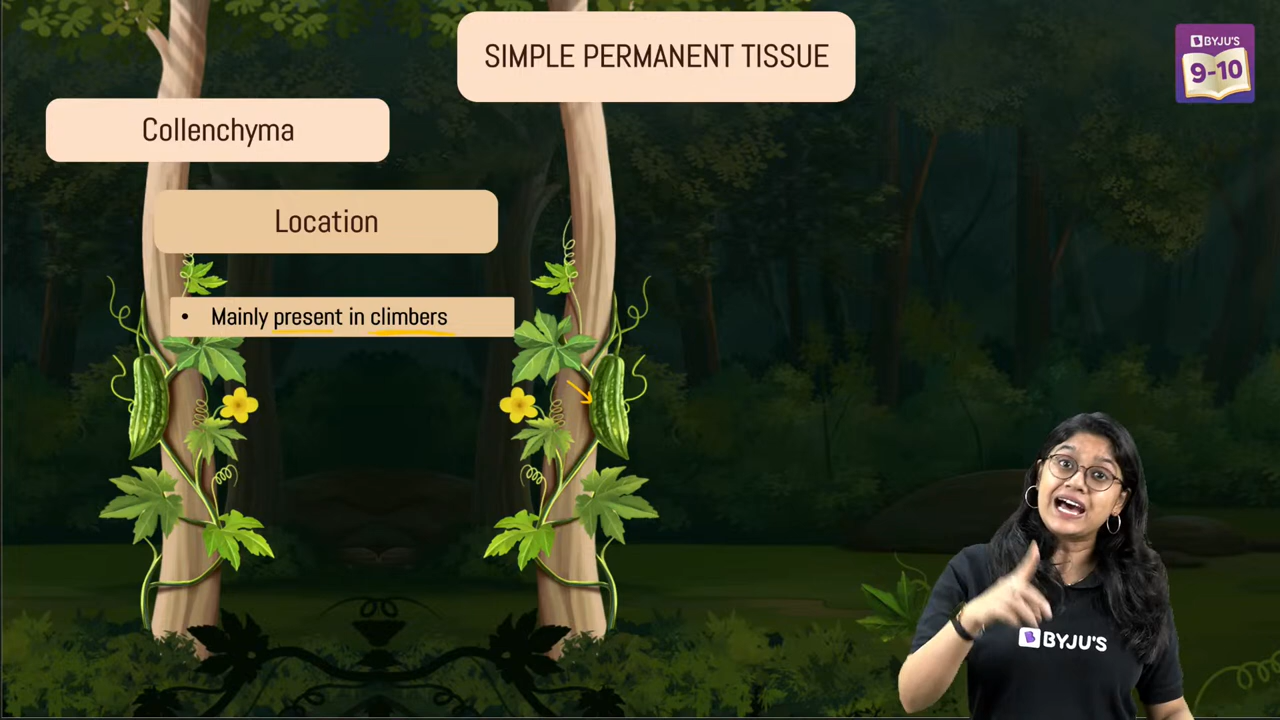 SIMPLE PERMANENT TISSUE
BYJU'S
9-10
Collenchyma
Location
• Mainly present in climbers
BYJU'S